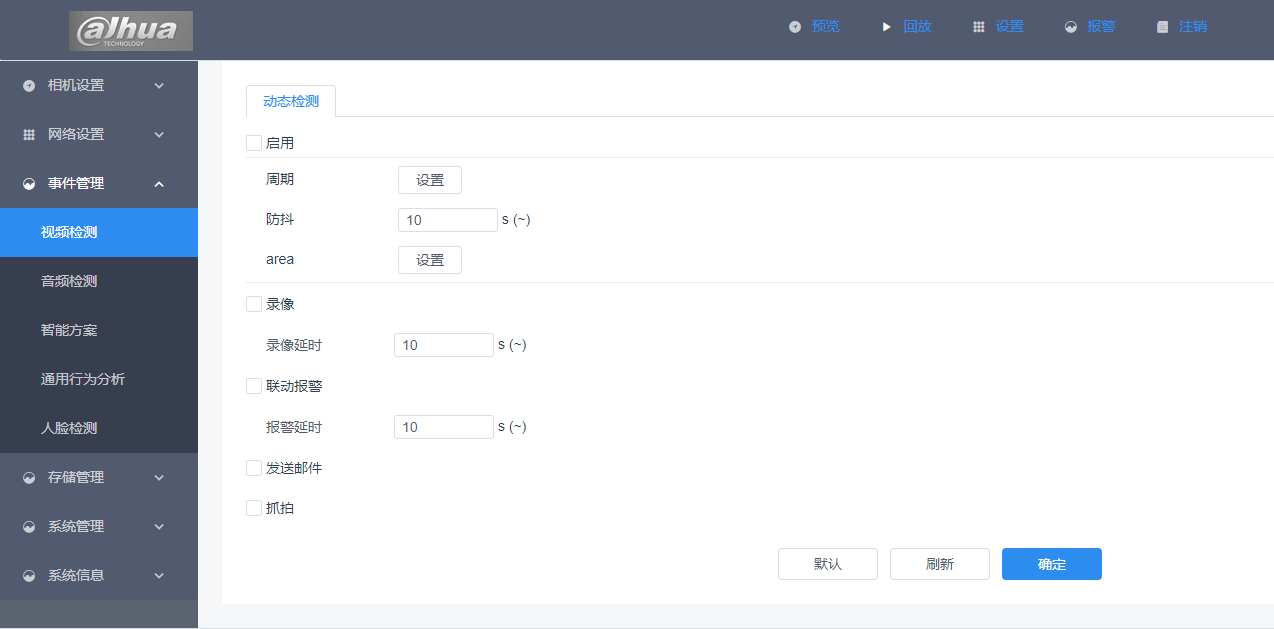 alhua
TECHNOLOGY
预览 回放 设置 报警 注销
相机设置
网络设置
事件管理
视频检测
音频检测
智能方案
通用行为分析
人脸检测
存储管理
系统管理
系统信息
动态检测
启用
周期 设置
防抖 10 s (~)
area 设置
录像
录像延时 10 s (~)
联动报警
报警延时 10 s (~)
发送邮件
抓拍
默认 刷新 确定